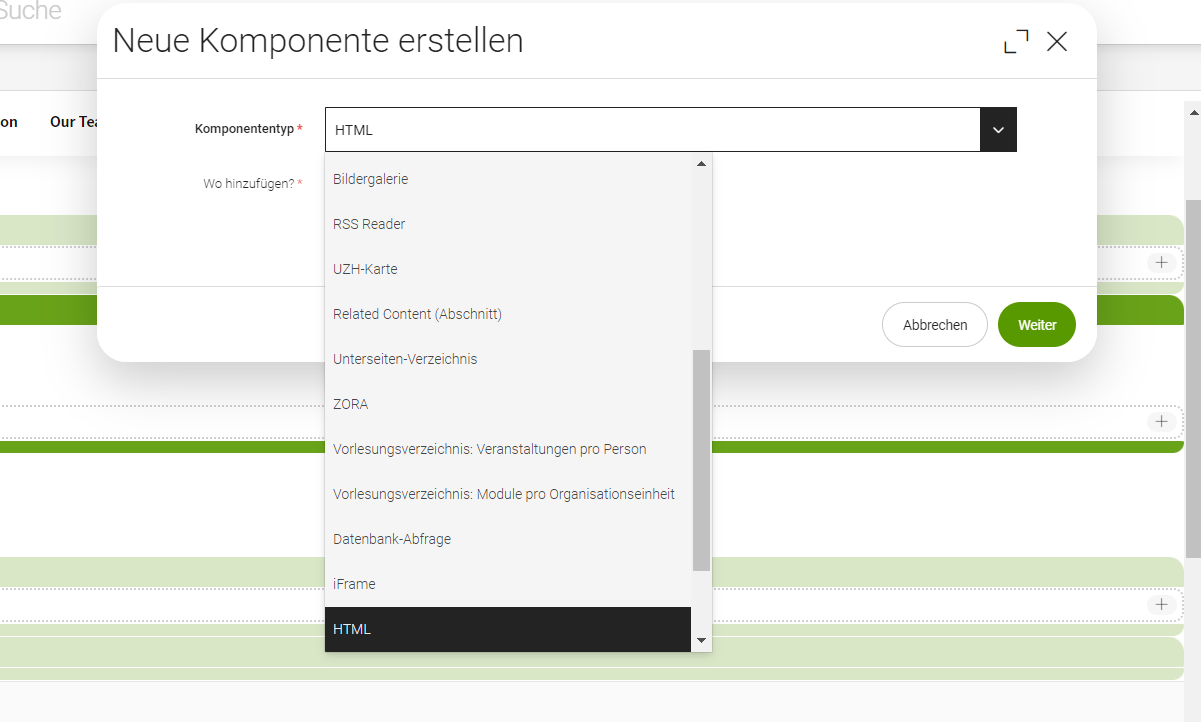 Suche
Neue Komponente erstellen
on
Our Tea
Komponententyp *
HTML
Wo hinzufügen? *
Bildergalerie
RSS Reader
UZH-Karte
Related Content (Abschnitt)
Unterseiten-Verzeichnis
ZORA
Vorlesungsverzeichnis: Veranstaltungen pro Person
Vorlesungsverzeichnis: Module pro Organisationseinheit
Datenbank-Abfrage
iFrame
HTML
Abbrechen
Weiter